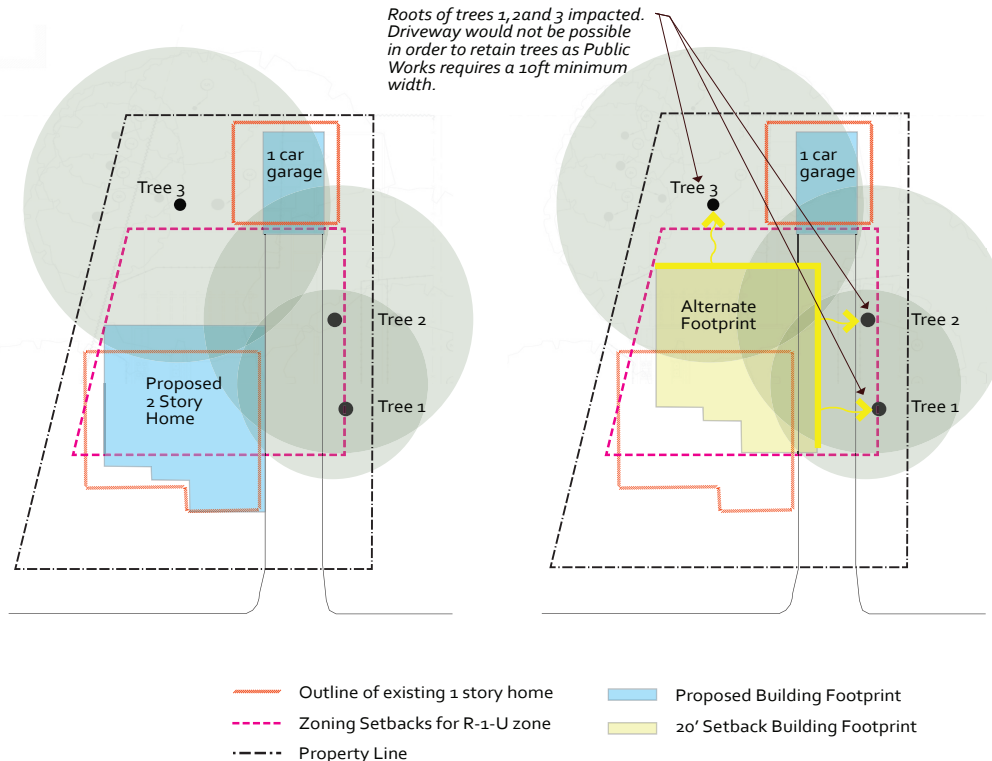 Roots of trees 1,2and 3 impacted.
Driveway would not be possible
in order to retain trees as Public
Works requires a 10ft minimum
width.
1 car
garage
Tree 3
Tree 2
Tree 1
Proposed
2 Story
Home
1 car
garage
Tree 3
Alternate
Footprint
Tree 2
Tree 1
Outline of existing 1 story home
Zoning Setbacks for R-1-U zone
Property Line
Proposed Building Footprint
20' Setback Building Footprint